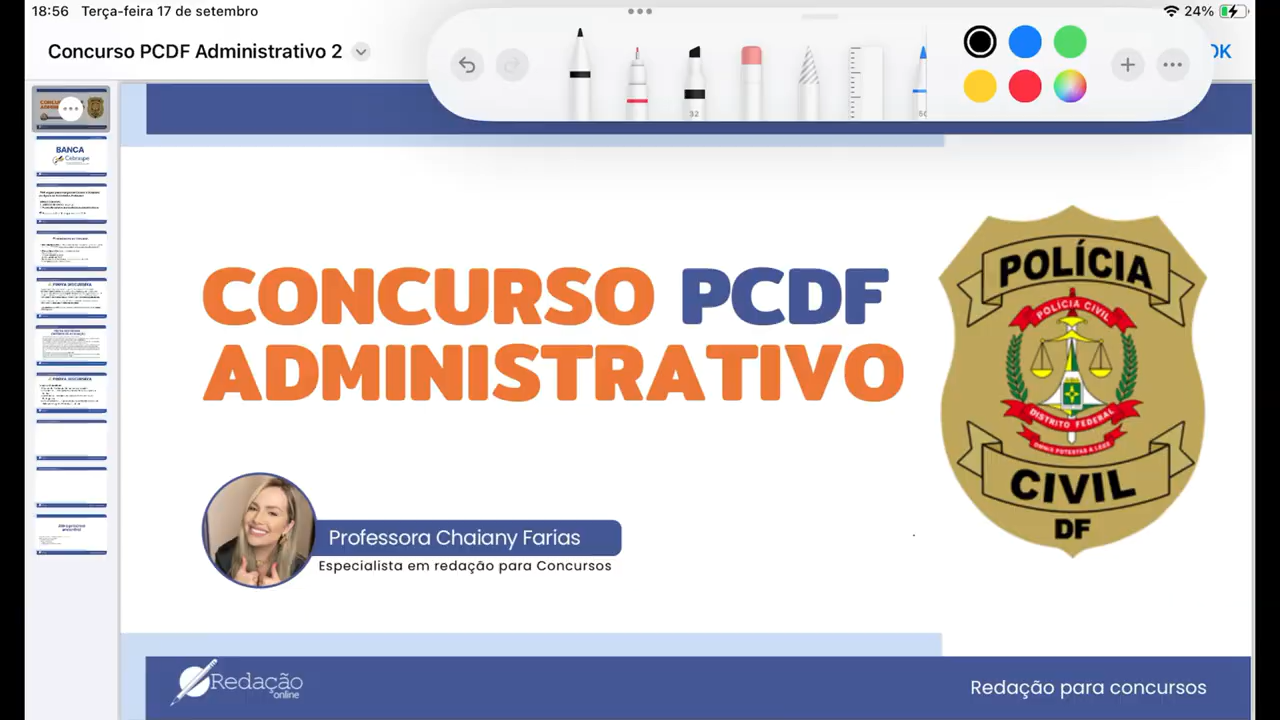 18:56 Terça-feira 17 de setembro
24%
Concurso PCDF Administrativo 2
OK
32
BANCA
Cebraspe
CONCURSO PCDF
ADMINISTRATIVO
POLÍCIA
POLÍCIA CIVIL
DISTRITO FEDERAL
CIVIL
DF
Professora Chaiany Farias
Especialista em redação para Concursos
Redação
online
Redação para concursos